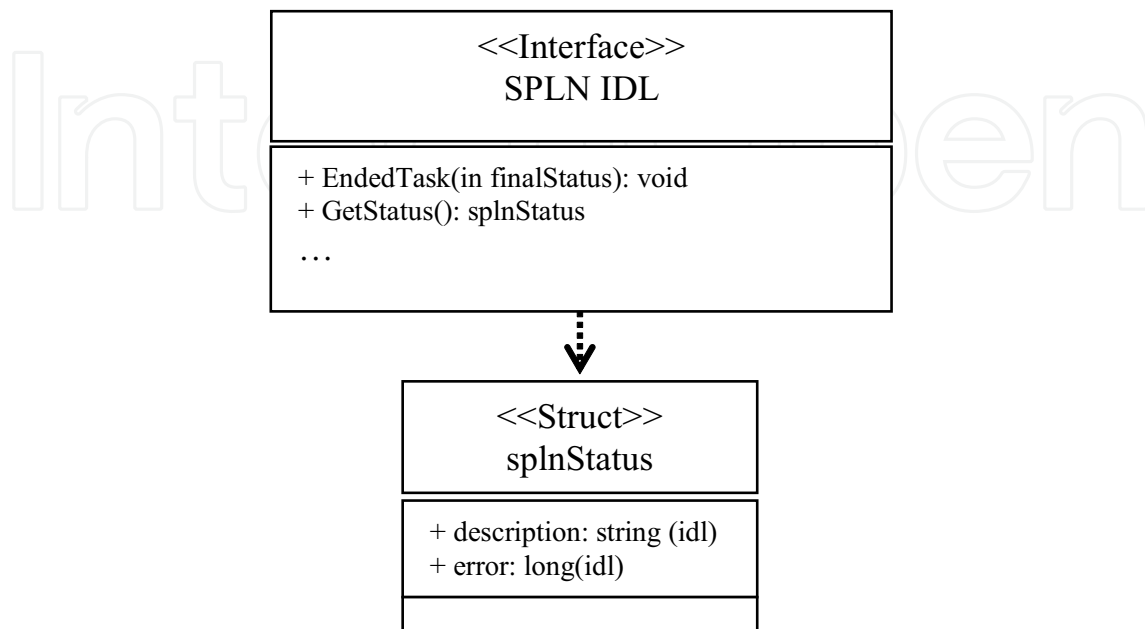 <<Interface>>
SPLN IDL
+ EndedTask(in finalStatus): void
+ GetStatus(): splnStatus
…
<<Struct>>
splnStatus
+ description: string (idl)
+ error: long(idl)